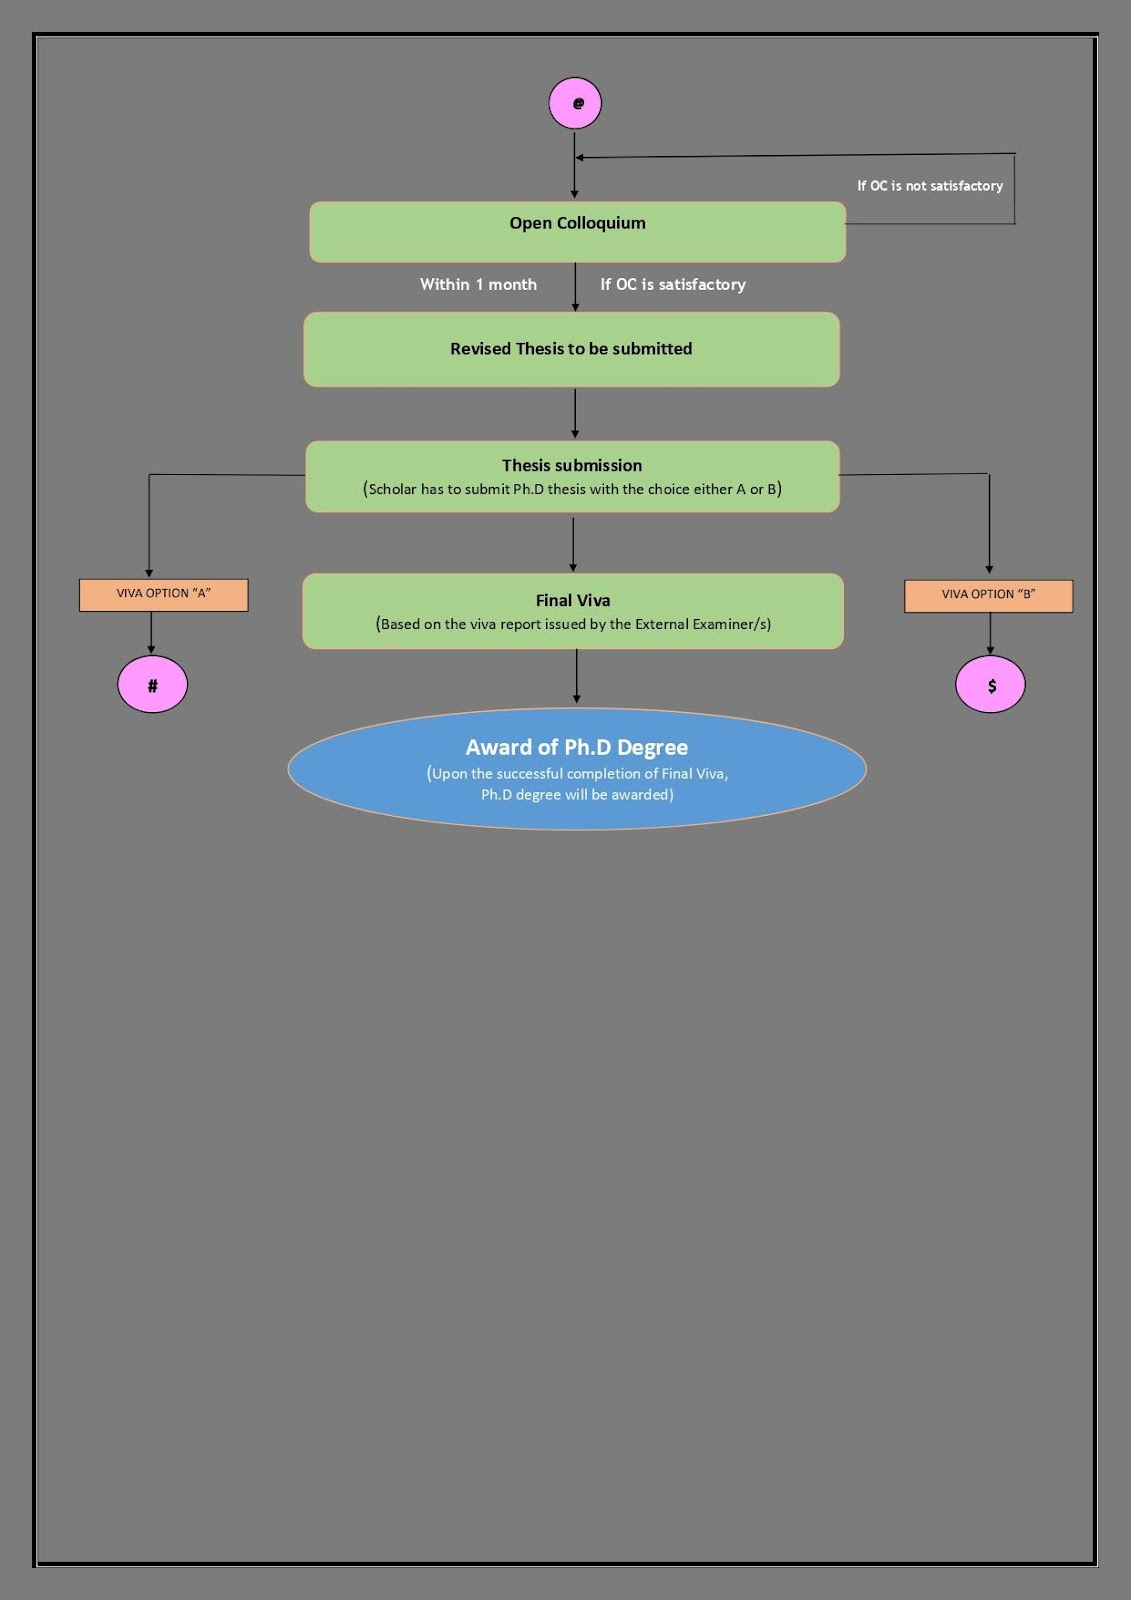 @
If OC is not satisfactory
Open Colloquium
Within 1 month
If OC is satisfactory
Revised Thesis to be submitted
Thesis submission
(Scholar has to submit Ph.D thesis with the choice either A or B)
VIVA OPTION “A”
Final Viva
(Based on the viva report issued by the External Examiner/s)
VIVA OPTION “B”
#
$
Award of Ph.D Degree
(Upon the successful completion of Final Viva,
Ph.D degree will be awarded)